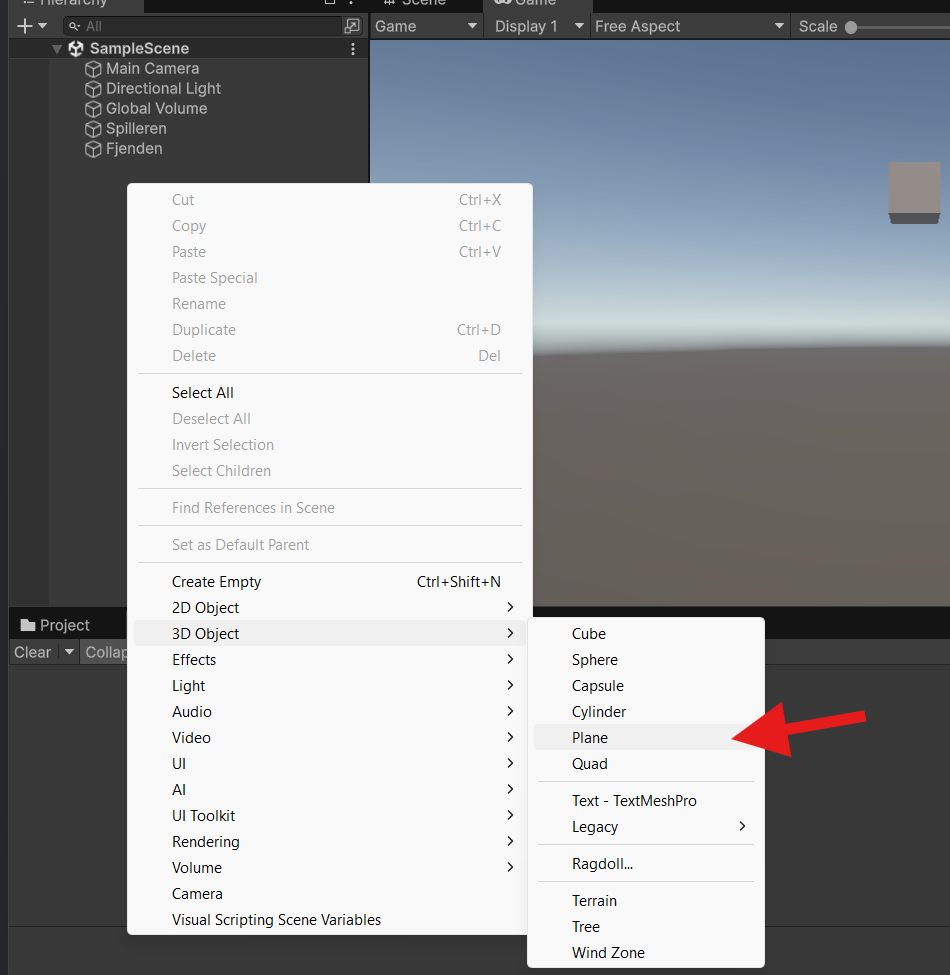 Hierarchy
Scene
Game
All
Game
Display 1
Free Aspect
Scale
SampleScene
Main Camera
Directional Light
Global Volume
Spilleren
Fjenden
Cut Ctrl+X
Copy Ctrl+C
Paste Ctrl+V
Paste Special
Rename
Duplicate Ctrl+D
Delete Del
Select All
Deselect All
Invert Selection
Select Children
Find References in Scene
Set as Default Parent
Create Empty Ctrl+Shift+N
2D Object
3D Object
Effects
Light
Audio
Video
UI
AI
UI Toolkit
Rendering
Volume
Camera
Visual Scripting Scene Variables
Project
Clear
Collap
Cube
Sphere
Capsule
Cylinder
Plane
Quad
Text - TextMeshPro
Legacy
Ragdoll...
Terrain
Tree
Wind Zone